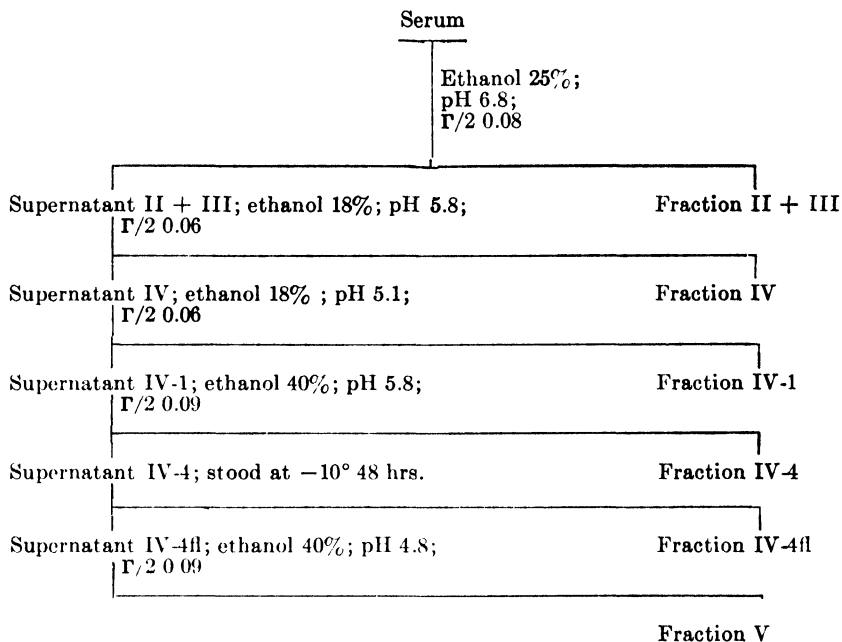 Serum
Ethanol 25%;
pH 6.8;
Γ/2 0.08
Supernatant II + III; ethanol 18%; pH 5.8;
Γ/2 0.06
Fraction II + III
Supernatant IV; ethanol 18% ; pH 5.1;
Γ/2 0.06
Fraction IV
Supernatant IV-1; ethanol 40%; pH 5.8;
Γ/2 0.09
Fraction IV-1
Supernatant IV-4; stood at −10° 48 hrs.
Fraction IV-4
Supernatant IV-4fl; ethanol 40%; pH 4.8;
Γ/2 0 09
Fraction IV-4fl
Fraction V